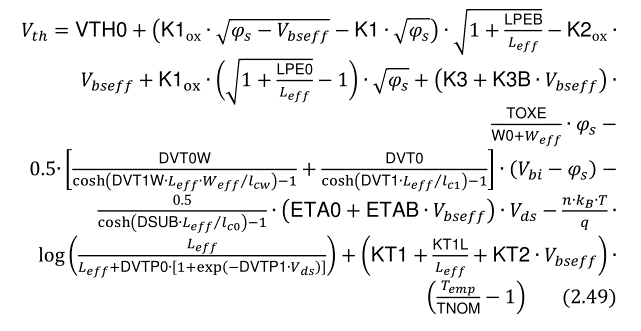 V_th = VTH0 + (K1_ox · √(φ_s − V_bseff) − K1 · √φ_s) · √(1 + LPEB/L_eff) − K2_ox ·
V_bseff + K1_ox · (√(1 + LPE0/L_eff) − 1) · √φ_s + (K3 + K3B · V_bseff) ·
TOXE/(W0+W_eff) · φ_s −
0.5· [DVT0W/(cosh(DVT1W·L_eff·W_eff/l_cw)−1) + DVT0/(cosh(DVT1·L_eff/l_c1)−1)] · (V_bi − φ_s) −
0.5/(cosh(DSUB·L_eff/l_c0)−1) · (ETA0 + ETAB · V_bseff) · V_ds − n·k_B·T/q ·
log(L_eff/(L_eff+DVTP0·[1+exp(−DVTP1·V_ds)])) + (KT1 + KT1L/L_eff + KT2 · V_bseff) ·
(T_emp/TNOM − 1) (2.49)